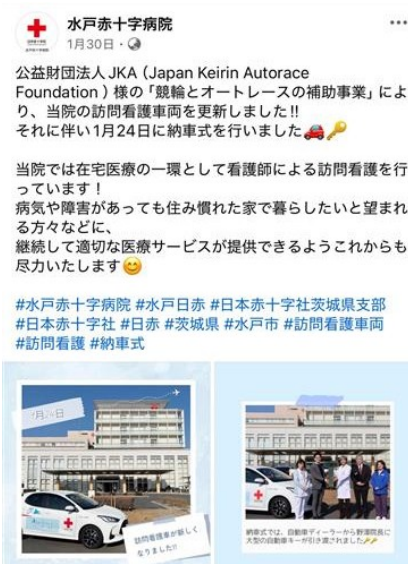 水戸赤十字病院
1月30日・
公益財団法人JKA（Japan Keirin Autorace
Foundation ）様の「競輪とオートレースの補助事業」によ
り、当院の訪問看護車両を更新しました‼
それに伴い1月24日に納車式を行いました🚗🔑
当院では在宅医療の一環として看護師による訪問看護を行
っています！
病気や障害があっても住み慣れた家で暮らしたいと望まれ
る方々などに、
継続して適切な医療サービスが提供できるようこれからも
尽力いたします😊
#水戸赤十字病院 #水戸日赤 #日本赤十字社茨城県支部
#日本赤十字社 #日赤 #茨城県 #水戸市 #訪問看護車両
#訪問看護 #納車式
1月24日
訪問看護車が新しく
なりました!!
納車式では、自動車ディーラーから野澤院長に
大型の自動車キーが引き渡されました🔑🔑